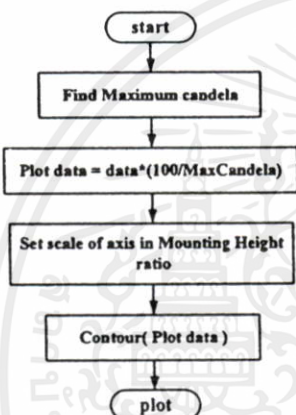 start
Find Maximum candela
Plot data = data*(100/MaxCandela)
Set scale of axis in Mounting Height
ratio
Contour( Plot data )
plot